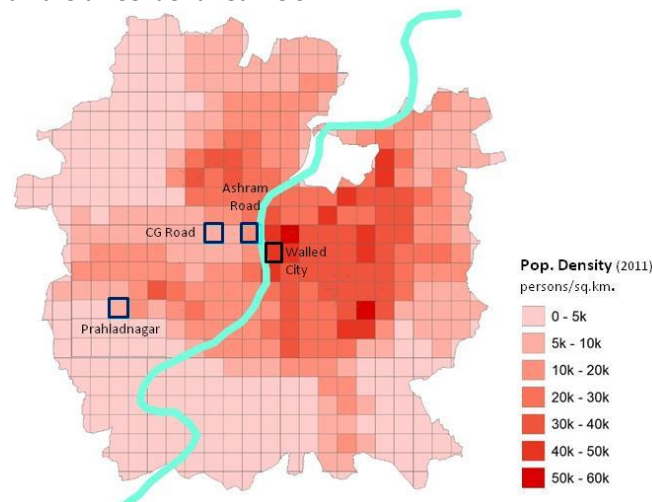 Ashram
Road
CG Road
Walled
City
Prahladnagar
Pop. Density (2011)
persons/sq.km.
0 - 5k
5k - 10k
10k - 20k
20k - 30k
30k - 40k
40k - 50k
50k - 60k